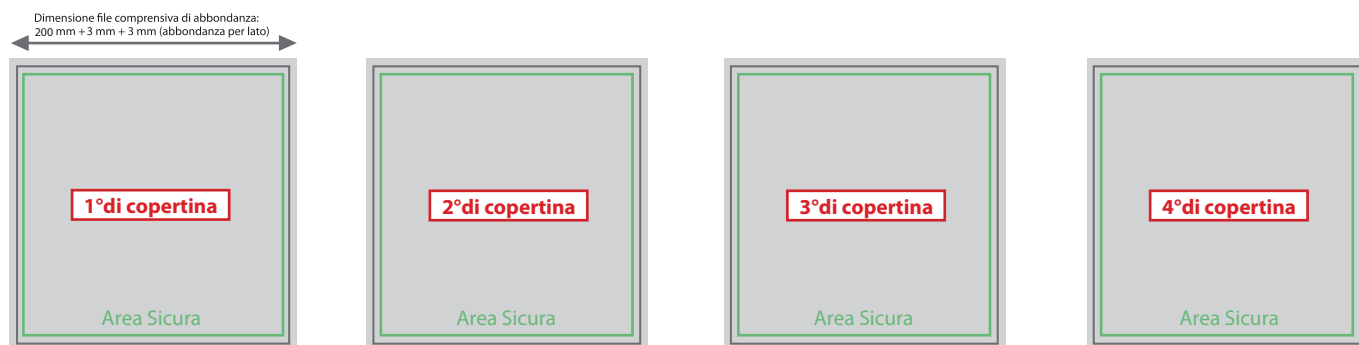 Dimensione file comprensiva di abbondanza:
200 mm + 3 mm + 3 mm (abbondanza per lato)
1°di copertina
2°di copertina
3°di copertina
4°di copertina
Area Sicura
Area Sicura
Area Sicura
Area Sicura